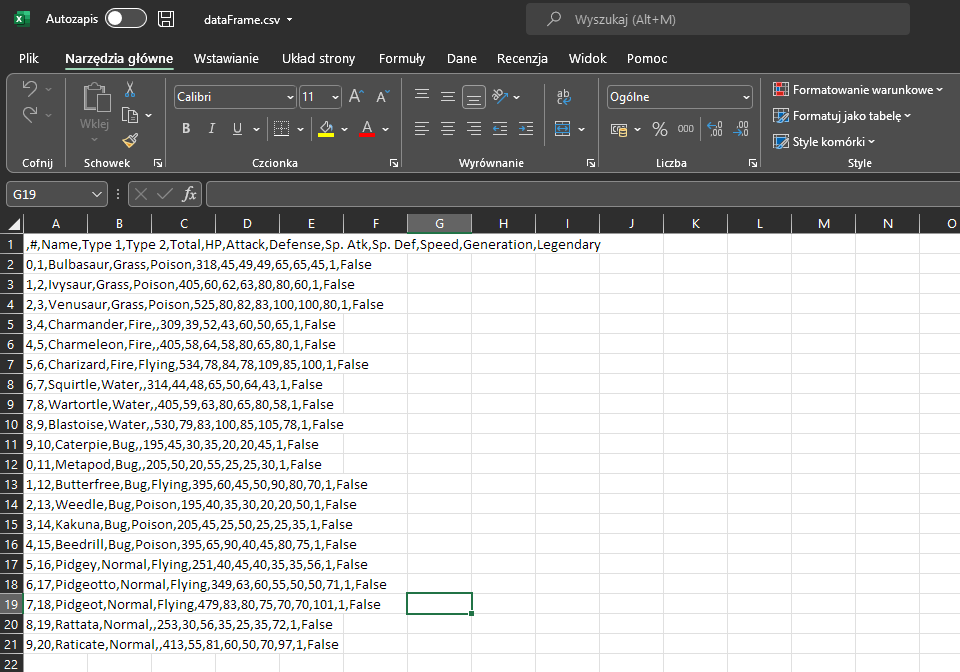 Autozapis dataFrame.csv Wyszukaj (Alt+M)
Plik Narzędzia główne Wstawianie Układ strony Formuły Dane Recenzja Widok Pomoc
Wklej Calibri 11 Ogólne Formatowanie warunkowe
B I U ab c % 000 Formatuj jako tabelę
Style komórki
Cofnij Schowek Czcionka Wyrównanie Liczba Style
G19 fx
A B C D E F G H I J K L M N O
1 ,#,Name,Type 1,Type 2,Total,HP,Attack,Defense,Sp. Atk,Sp. Def,Speed,Generation,Legendary
2 0,1,Bulbasaur,Grass,Poison,318,45,49,49,65,65,45,1,False
3 1,2,Ivysaur,Grass,Poison,405,60,62,63,80,80,60,1,False
4 2,3,Venusaur,Grass,Poison,525,80,82,83,100,100,80,1,False
5 3,4,Charmander,Fire,,309,39,52,43,60,50,65,1,False
6 4,5,Charmeleon,Fire,,405,58,64,58,80,65,80,1,False
7 5,6,Charizard,Fire,Flying,534,78,84,78,109,85,100,1,False
8 6,7,Squirtle,Water,,314,44,48,65,50,64,43,1,False
9 7,8,Wartortle,Water,,405,59,63,80,65,80,58,1,False
10 8,9,Blastoise,Water,,530,79,83,100,85,105,78,1,False
11 9,10,Caterpie,Bug,,195,45,30,35,20,20,45,1,False
12 0,11,Metapod,Bug,,205,50,20,55,25,25,30,1,False
13 1,12,Butterfree,Bug,Flying,395,60,45,50,90,80,70,1,False
14 2,13,Weedle,Bug,Poison,195,40,35,30,20,20,50,1,False
15 3,14,Kakuna,Bug,Poison,205,45,25,50,25,25,35,1,False
16 4,15,Beedrill,Bug,Poison,395,65,90,40,45,80,75,1,False
17 5,16,Pidgey,Normal,Flying,251,40,45,40,35,35,56,1,False
18 6,17,Pidgeotto,Normal,Flying,349,63,60,55,50,50,71,1,False
19 7,18,Pidgeot,Normal,Flying,479,83,80,75,70,70,101,1,False
20 8,19,Rattata,Normal,,253,30,56,35,25,35,72,1,False
21 9,20,Raticate,Normal,,413,55,81,60,50,70,97,1,False
22